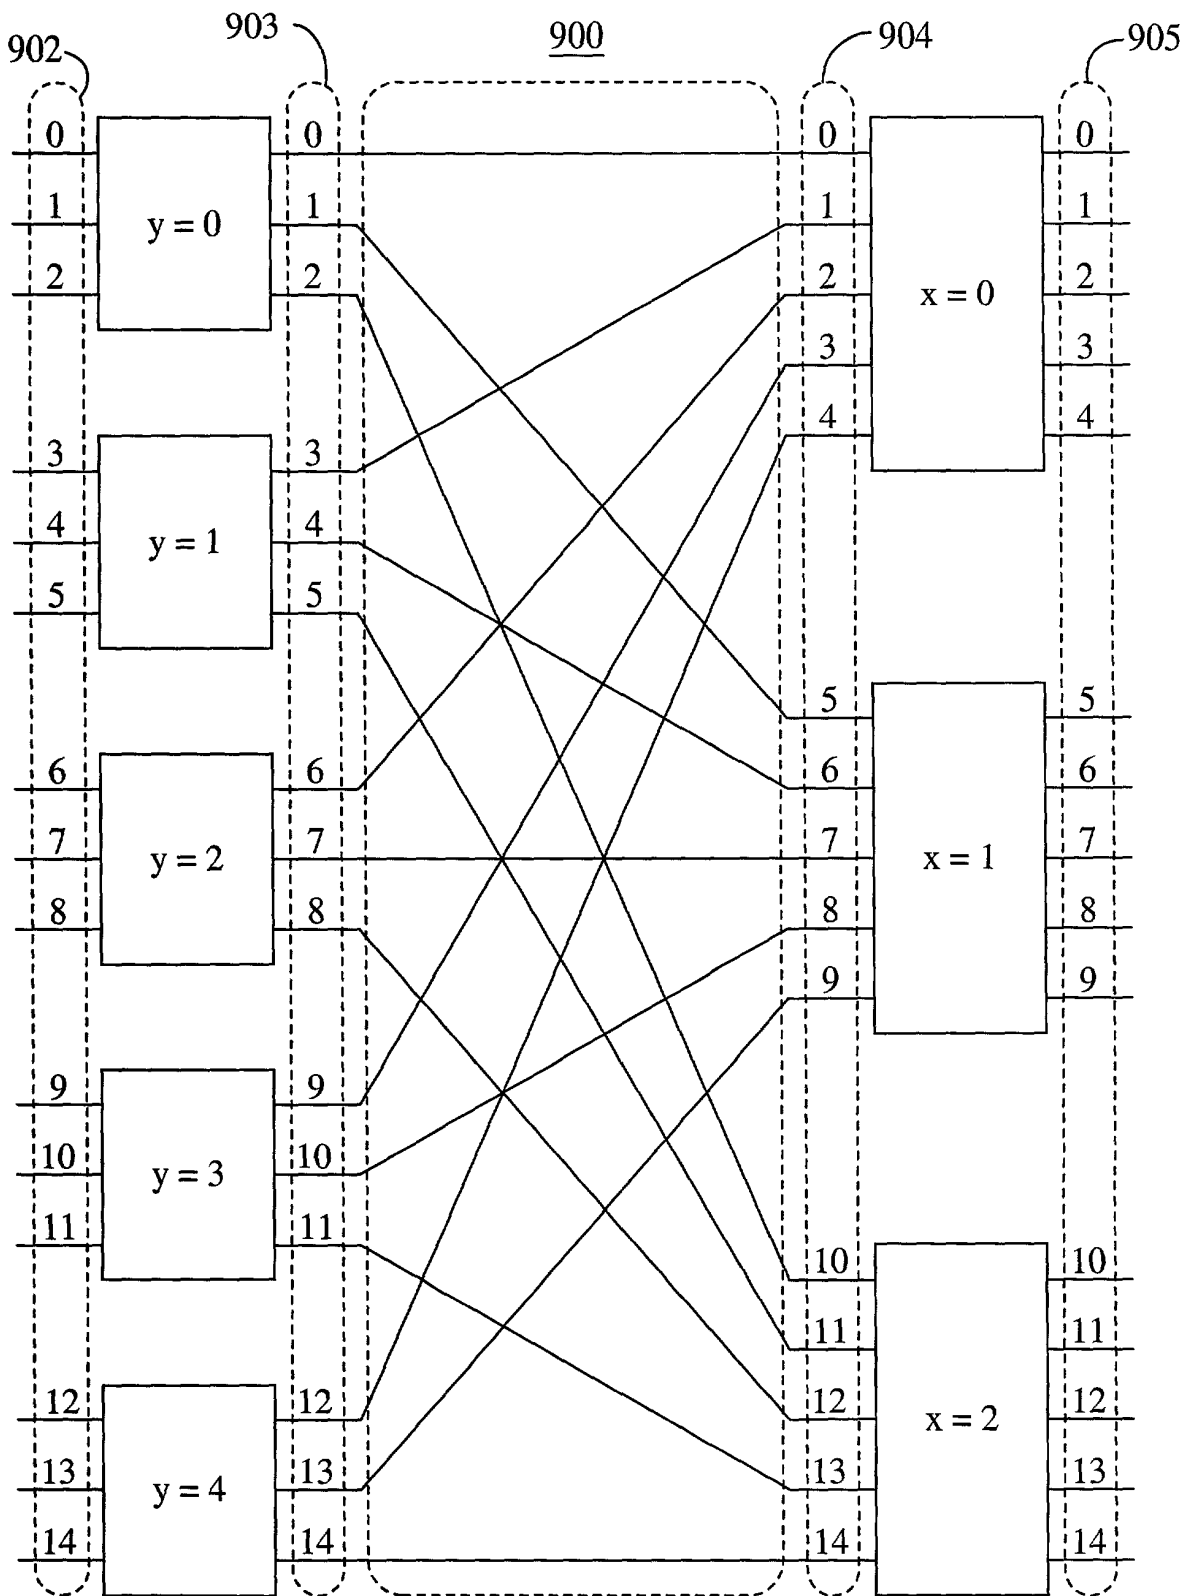 902
903
900
904
905
0 0 0 0
1 1 1 1
y = 0
2 2 2 2
x = 0
3 3
4 4
3 3
4 4
y = 1
5 5
5 5
6 6
6 6
7 7 7 7
y = 2 x = 1
8 8 8 8
9 9
9 9
10 10
y = 3
11 11
10 10
11 11
12 12 12 12
x = 2
13 13 13 13
y = 4
14 14 14 14